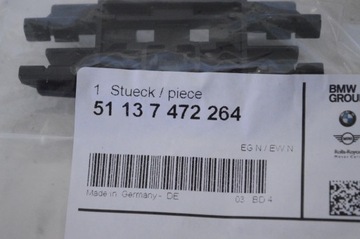 1 Stueck / piece
51 13 7 472 264
BMW
GROUP
EG N / EW N
Made in Germany - DE
03 BD 4